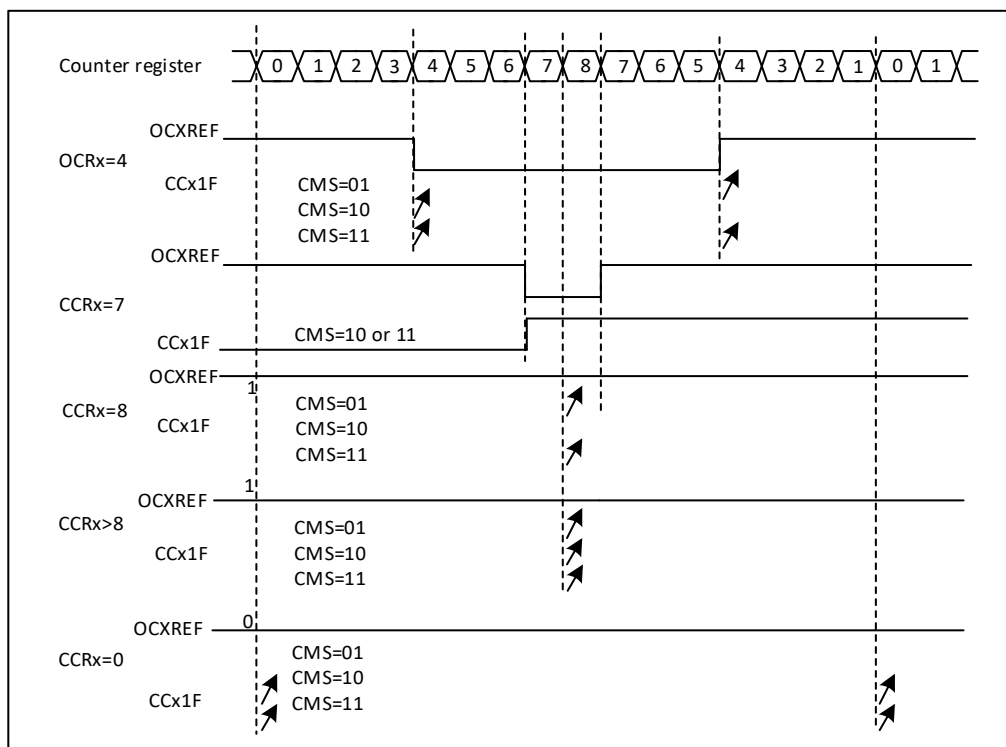 Counter register 0 1 2 3 4 5 6 7 8 7 6 5 4 3 2 1 0 1
OCXREF
OCRx=4
CCx1F
CMS=01
CMS=10
CMS=11
OCXREF
CCRx=7
CCx1F
CMS=10 or 11
OCXREF
1
CCRx=8
CCx1F
CMS=01
CMS=10
CMS=11
OCXREF 1
CCRx>8
CCx1F
CMS=01
CMS=10
CMS=11
OCXREF 0
CCRx=0
CCx1F
CMS=01
CMS=10
CMS=11